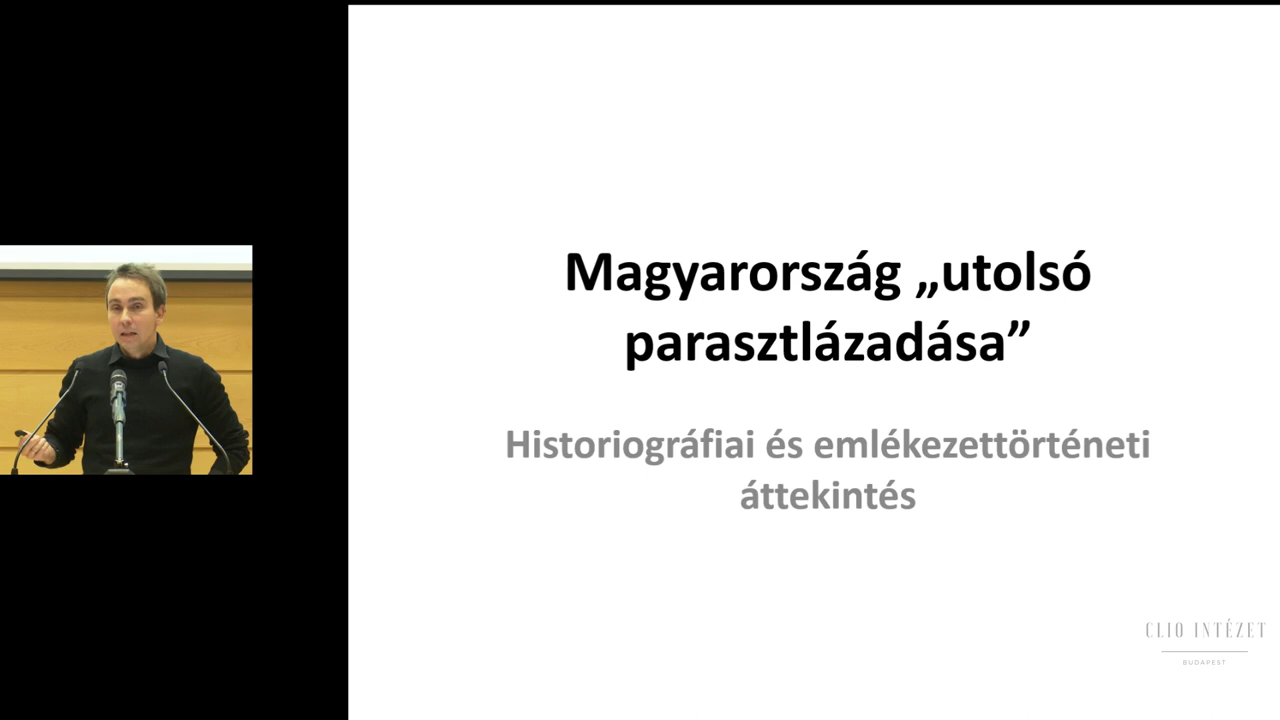 Magyarország „utolsó
parasztlázadása”
Historiográfiai és emlékezettörténeti
áttekintés
CLIO INTÉZET
BUDAPEST